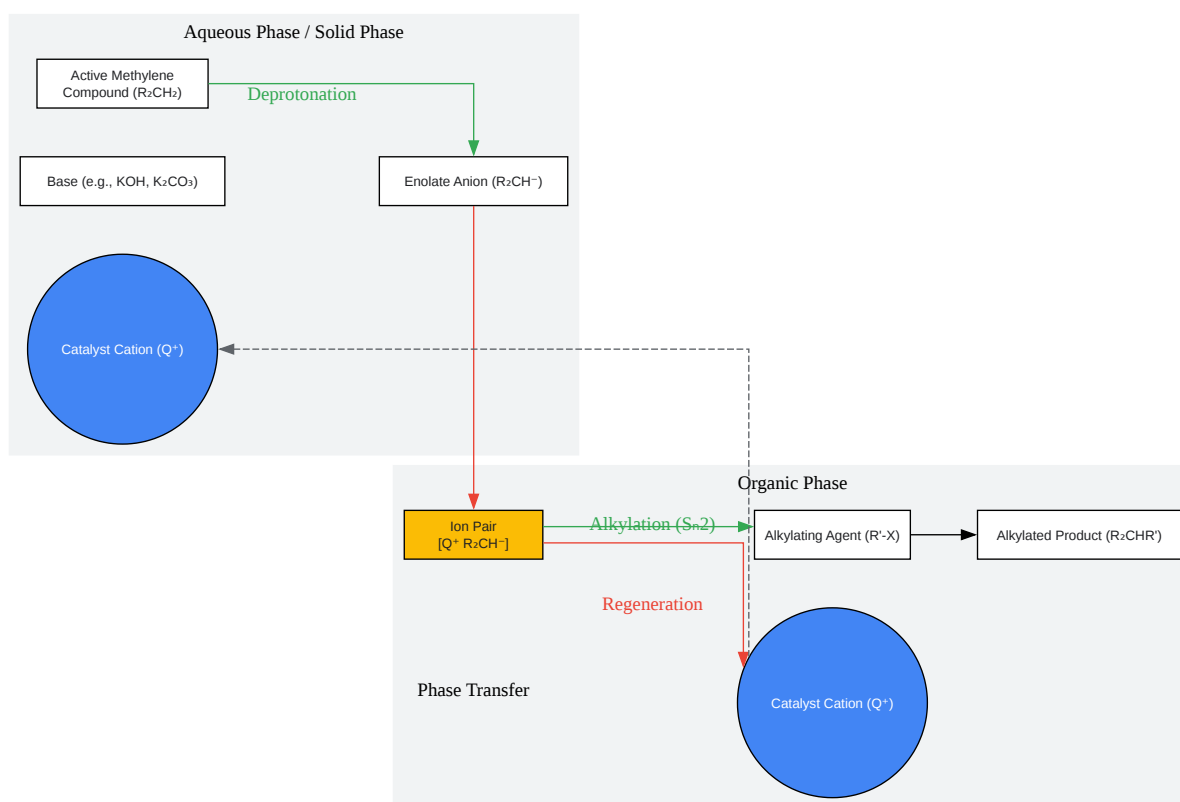 Aqueous Phase / Solid Phase
Active Methylene
Compound (R₂CH₂)
Deprotonation
Base (e.g., KOH, K₂CO₃)
Enolate Anion (R₂CH⁻)
Catalyst Cation (Q⁺)
Organic Phase
Ion Pair
[Q⁺ R₂CH⁻]
Alkylation (Sₙ2)
Alkylating Agent (R'-X)
Alkylated Product (R₂CHR')
Regeneration
Phase Transfer
Catalyst Cation (Q⁺)